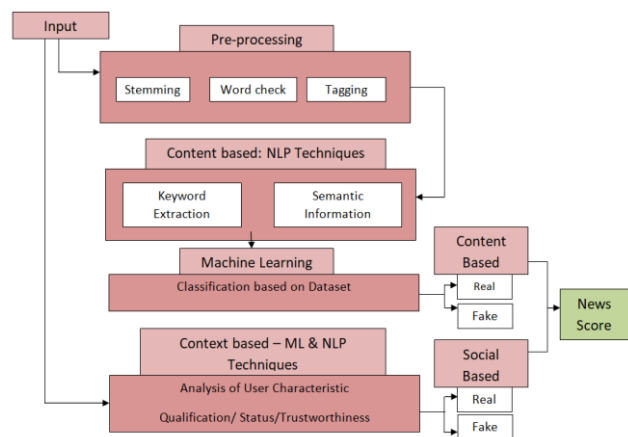 Input
Pre-processing
Stemming
Word check
Tagging
Content based: NLP Techniques
Keyword
Extraction
Semantic
Information
Machine Learning
Classification based on Dataset
Content
Based
Real
Fake
News
Score
Context based – ML & NLP
Techniques
Analysis of User Characteristic
Qualification/ Status/Trustworthiness
Social
Based
Real
Fake